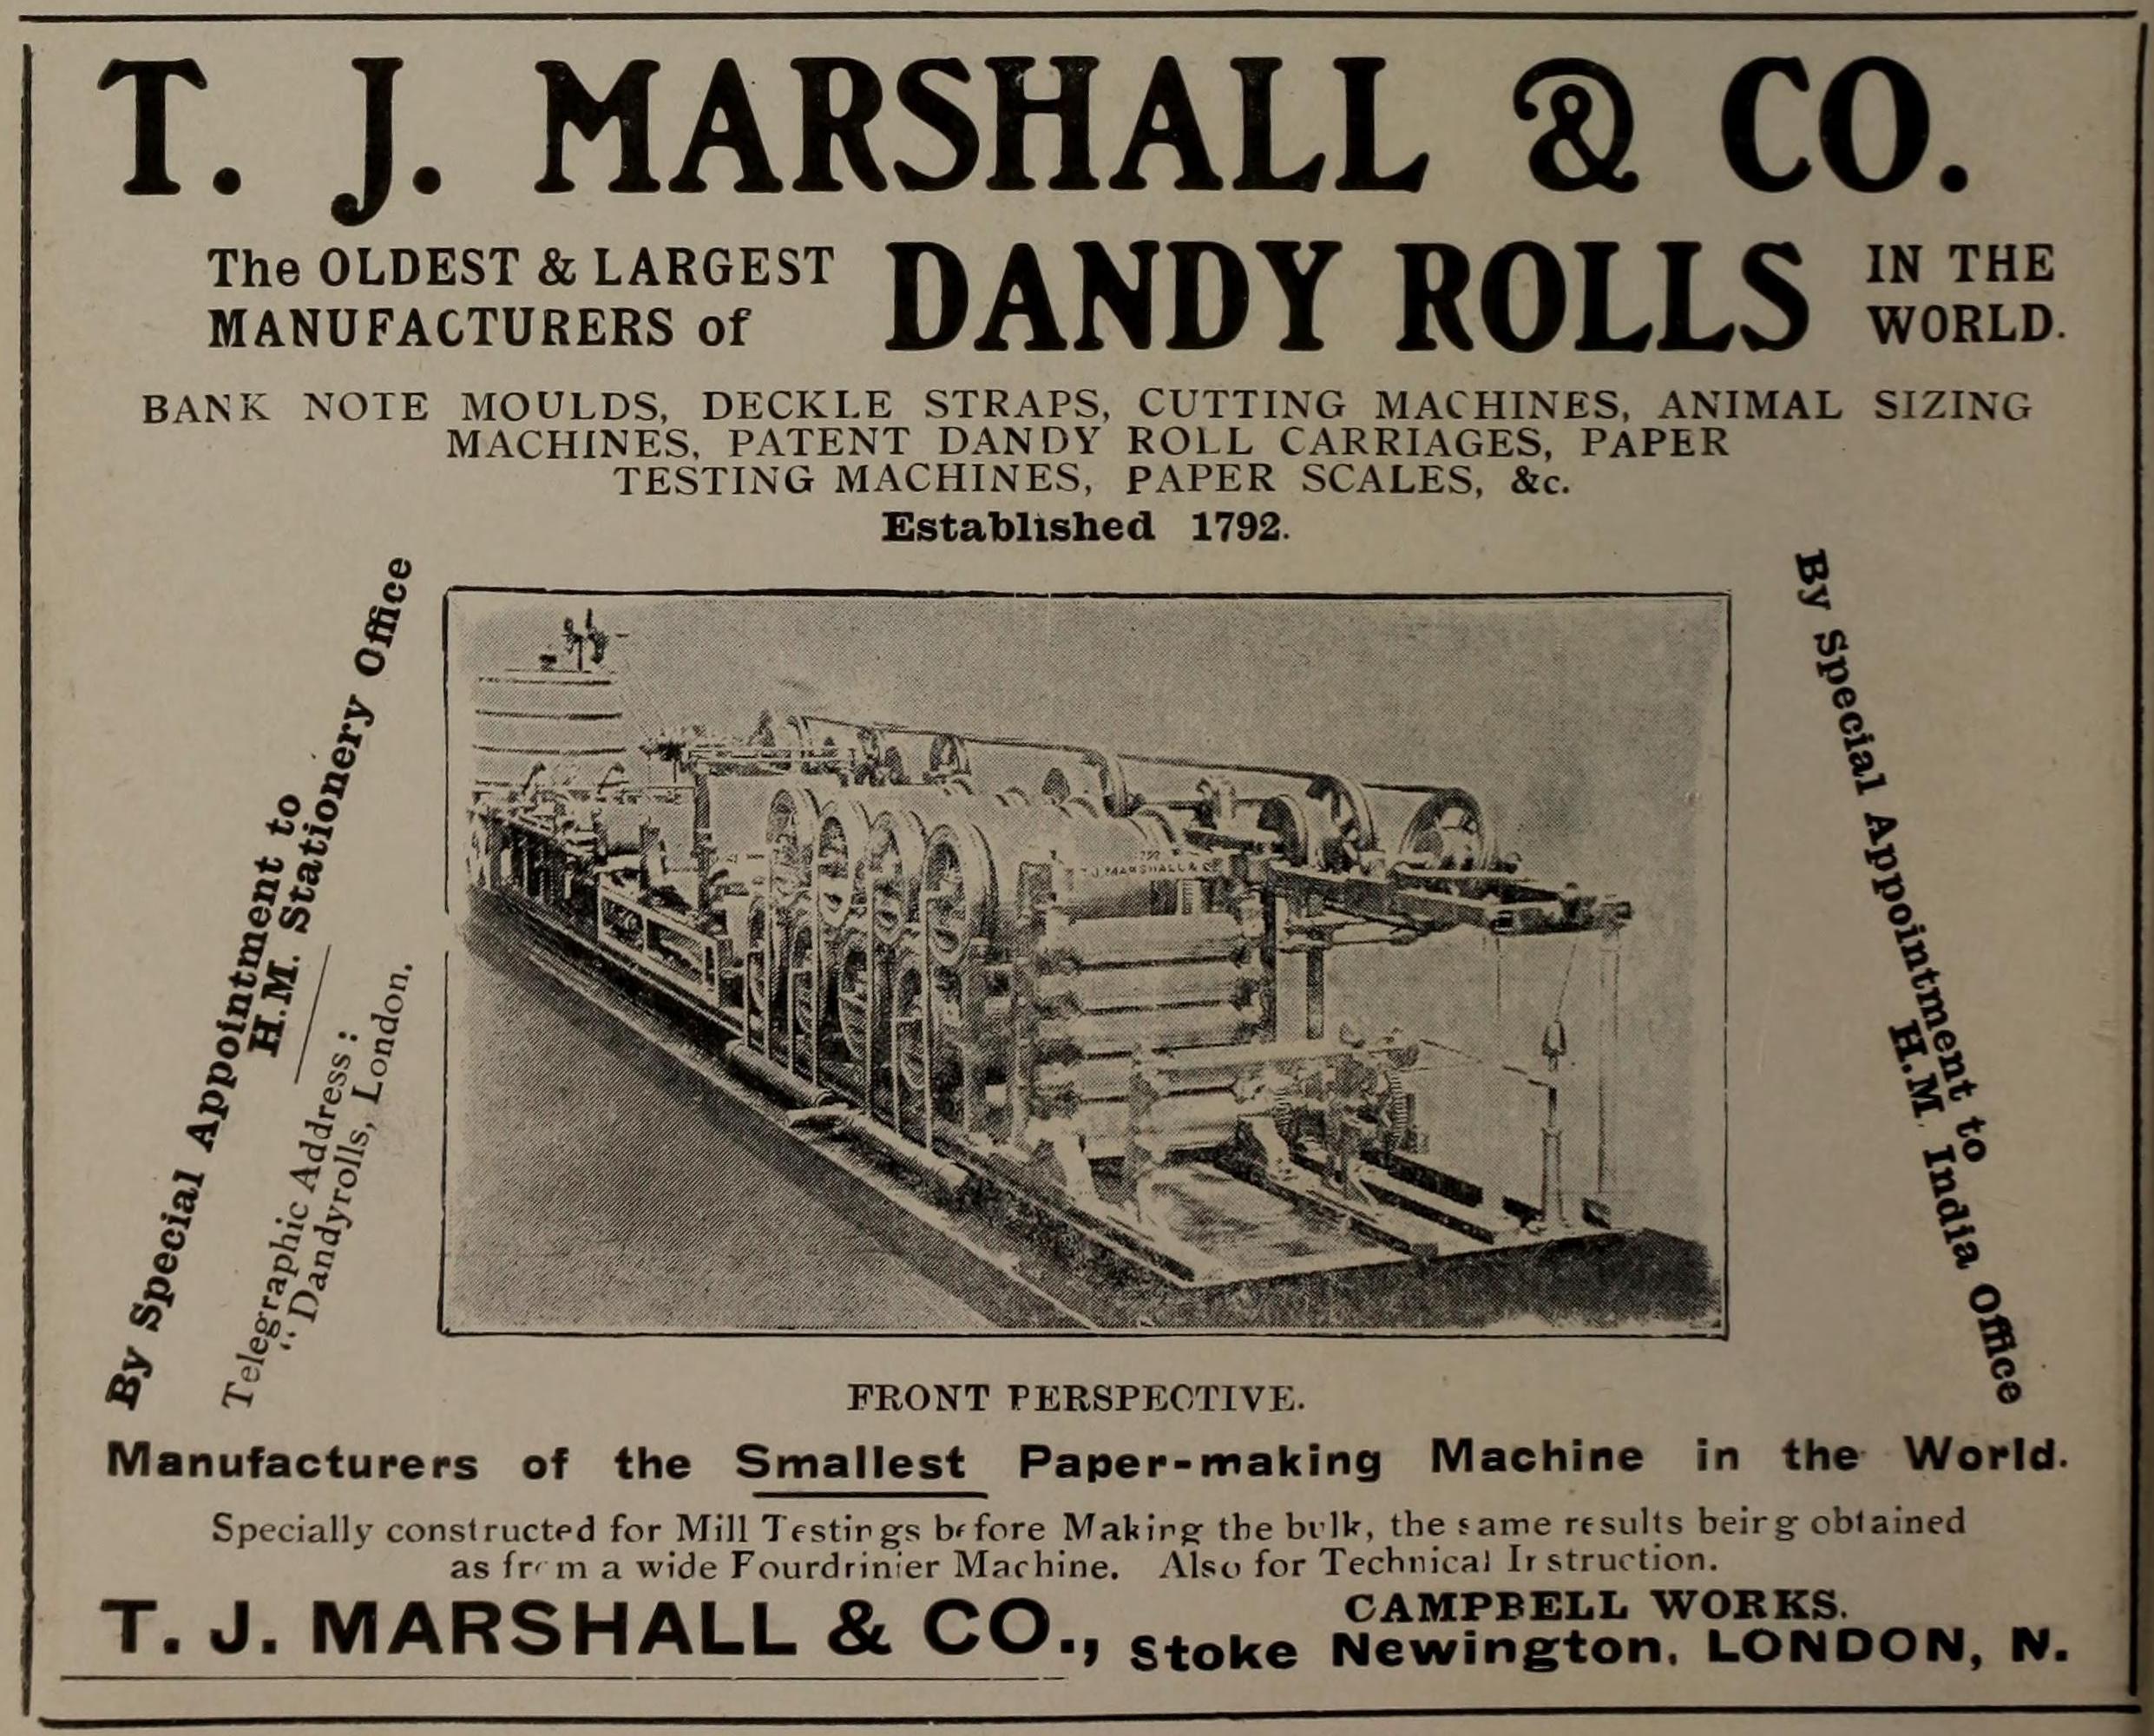 T. J. MARSHALL & CO.
The OLDEST & LARGEST
MANUFACTURERS of
DANDY ROLLS
IN THE
WORLD.
BANK NOTE MOULDS, DECKLE STRAPS, CUTTING MACHINES, ANIMAL SIZING
MACHINES, PATENT DANDY ROLL CARRIAGES, PAPER
TESTING MACHINES, PAPER SCALES, &c.
Established 1792.
By Special Appointment to
H.M. Stationery Office
Telegraphic Address:
"Dandyrolls, London.
T.J. MARSHALL & Co
By Special Appointment to
H.M. India Office
FRONT PERSPECTIVE.
Manufacturers of the Smallest Paper-making Machine in the World.
Specially constructed for Mill Testings before Making the bulk, the same results being obtained
as from a wide Fourdrinier Machine. Also for Technical Instruction.
T. J. MARSHALL & CO.,
CAMPBELL WORKS.
Stoke Newington, LONDON, N.